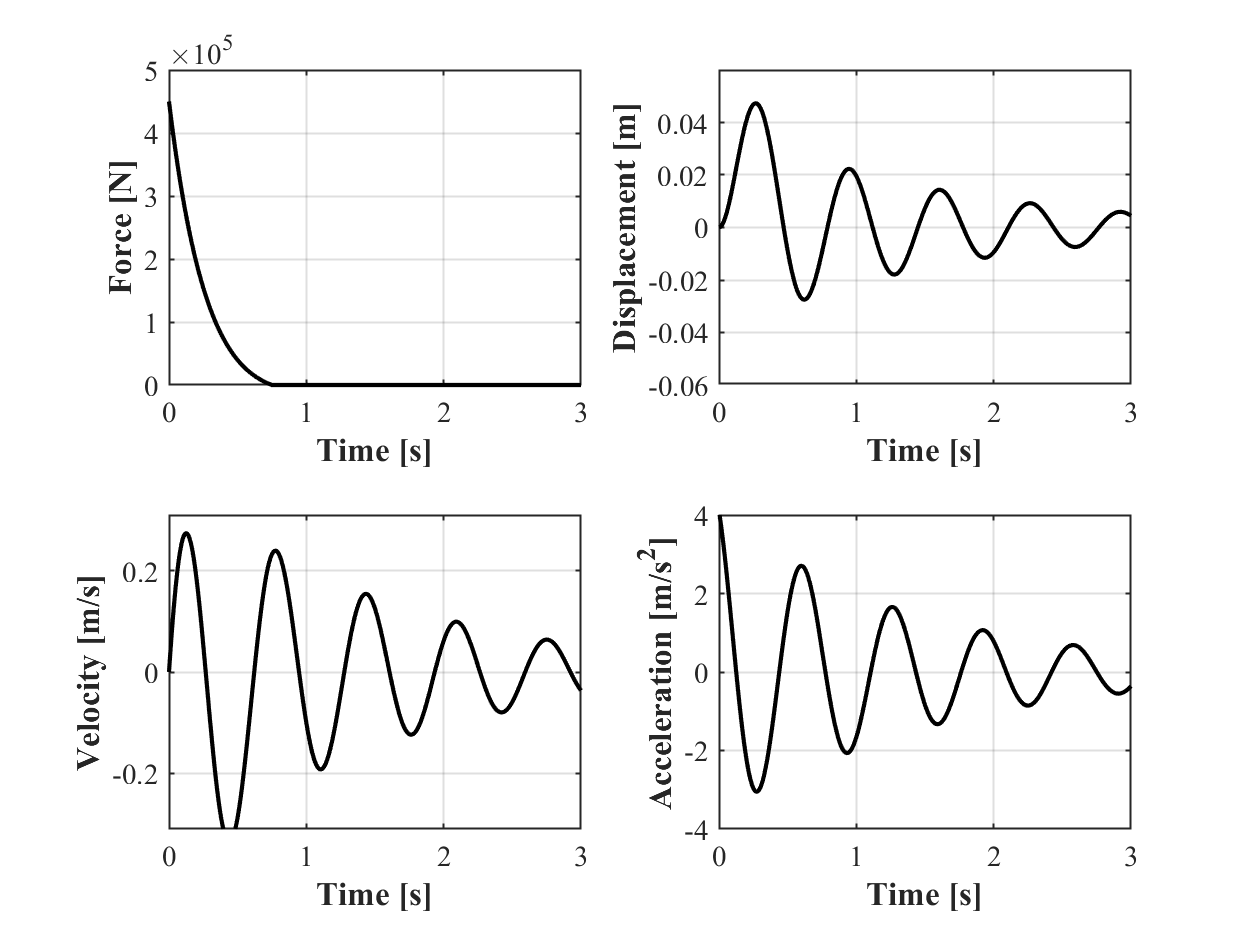 ×10^5
5
4
3
2
1
0
Force [N]
0 1 2 3
Time [s]
0.04
0.02
0
-0.02
-0.04
-0.06
Displacement [m]
0 1 2 3
Time [s]
0.2
0
-0.2
Velocity [m/s]
0 1 2 3
Time [s]
4
2
0
-2
-4
Acceleration [m/s^2]
0 1 2 3
Time [s]